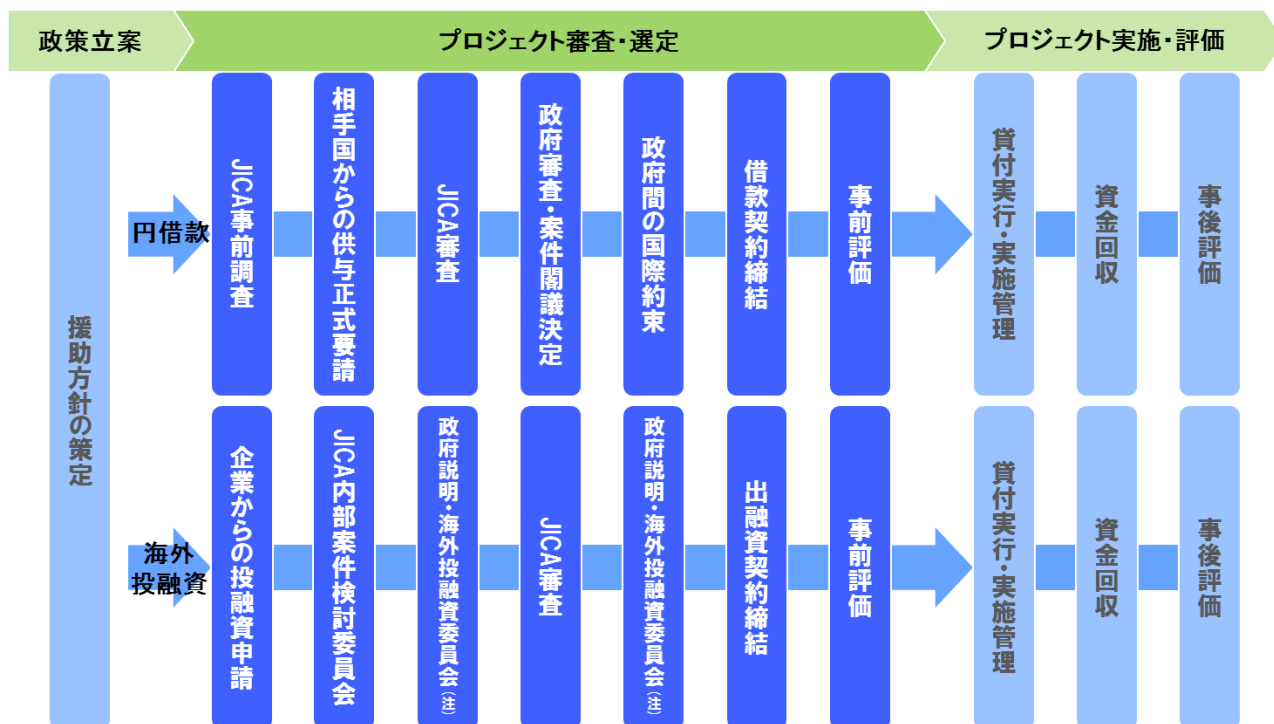 政策立案
プロジェクト審査・選定
プロジェクト実施・評価
援助方針の策定
円借款
JICA事前調査
相手国からの供与正式要請
JICA審査
政府審査・案件閣議決定
政府間の国際約束
借款契約締結
事前評価
貸付実行・実施管理
資金回収
事後評価
海外
投融資
企業からの投融資申請
JICA内部案件検討委員会
政府説明・海外投融資委員会(注)
JICA審査
政府説明・海外投融資委員会(注)
出融資契約締結
事前評価
貸付実行・実施管理
資金回収
事後評価